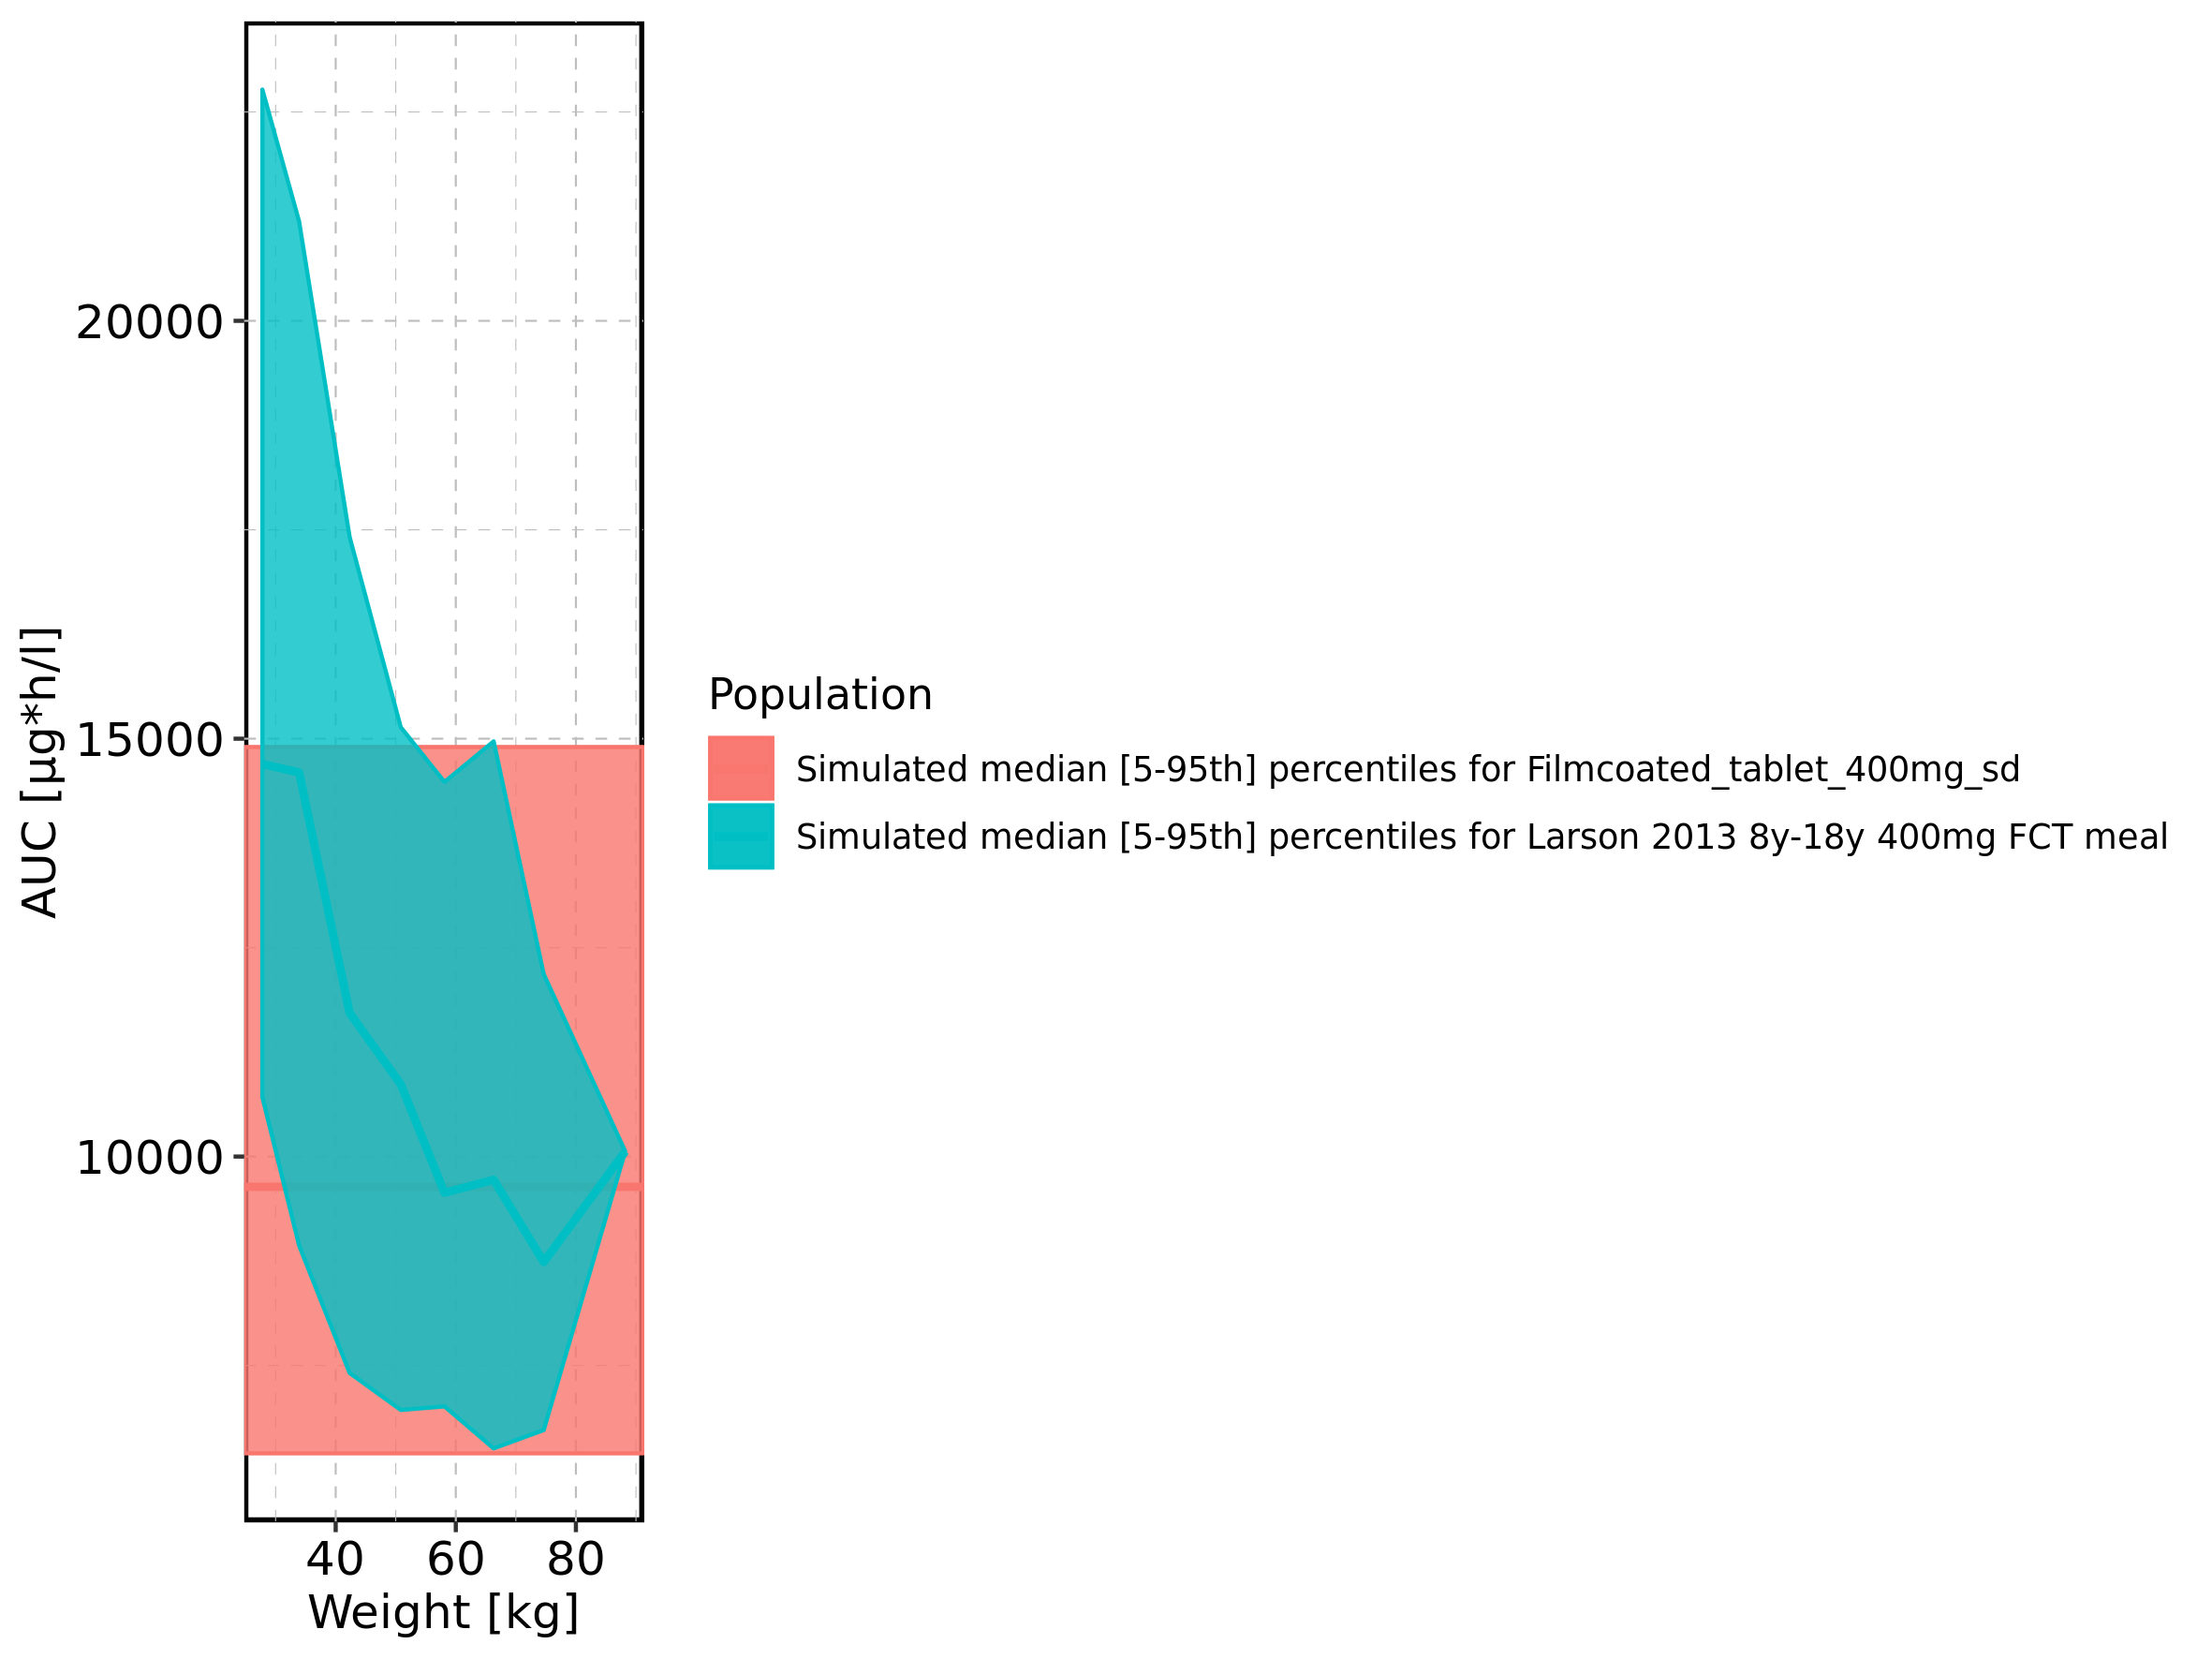 AUC [µg*h/l]
20000
15000
10000
40 60 80
Weight [kg]
Population
Simulated median [5-95th] percentiles for Filmcoated_tablet_400mg_sd
Simulated median [5-95th] percentiles for Larson 2013 8y-18y 400mg FCT meal